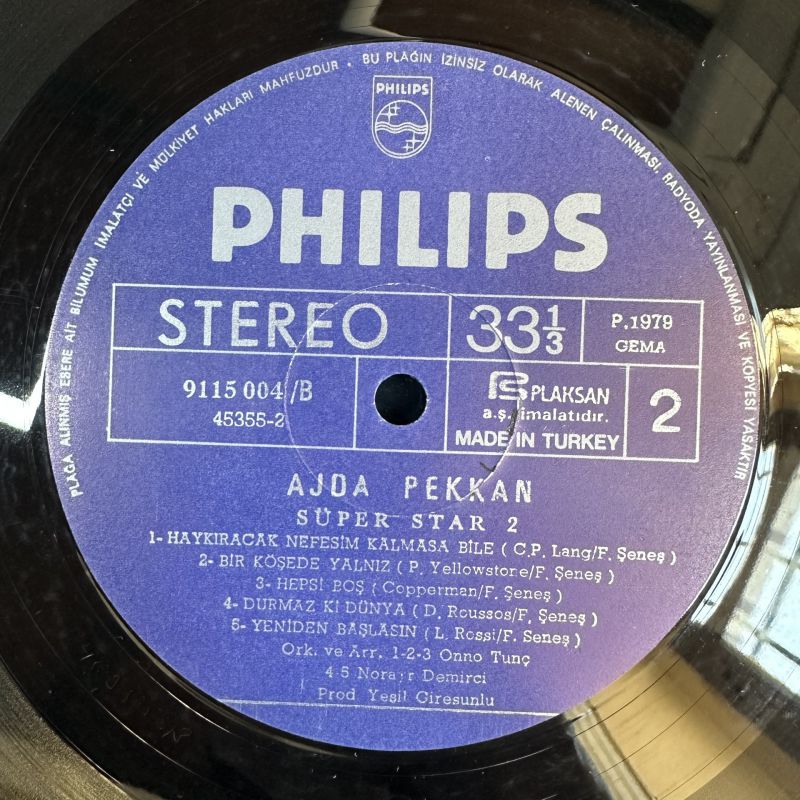 PLAĞA ALINMIŞ ESERE AİT BİLUMUM İMALATÇI VE MÜLKİYET HAKLARI MAHFUZDUR . BU PLAĞIN İZİNSİZ OLARAK ALENEN ÇALINMASI, RADYODA YAYINLANMASI VE KOPYESİ YASAKTIR
PHILIPS
PHILIPS
STEREO
33 1/3
P.1979
GEMA
9115 004 /B
45355-2
PLAKSAN
a.ş. imalatıdır.
MADE IN TURKEY
2
AJDA PEKKAN
SÜPER STAR 2
1- HAYKIRACAK NEFESİM KALMASA BİLE ( C.P. Lang/F. Şeneş )
2- BİR KÖŞEDE YALNIZ ( P. Yellowstore/F. Şeneş )
3- HEPSİ BOŞ ( Copperman/F. Şeneş )
4- DURMAZ Kİ DÜNYA ( D. Roussos/F. Şeneş )
5- YENİDEN BAŞLASIN ( L. Rossi/F. Seneş )
Ork. ve Arr. 1-2-3 Onno Tunç
4-5 Norayr Demirci
Prod Yeşil Giresunlu